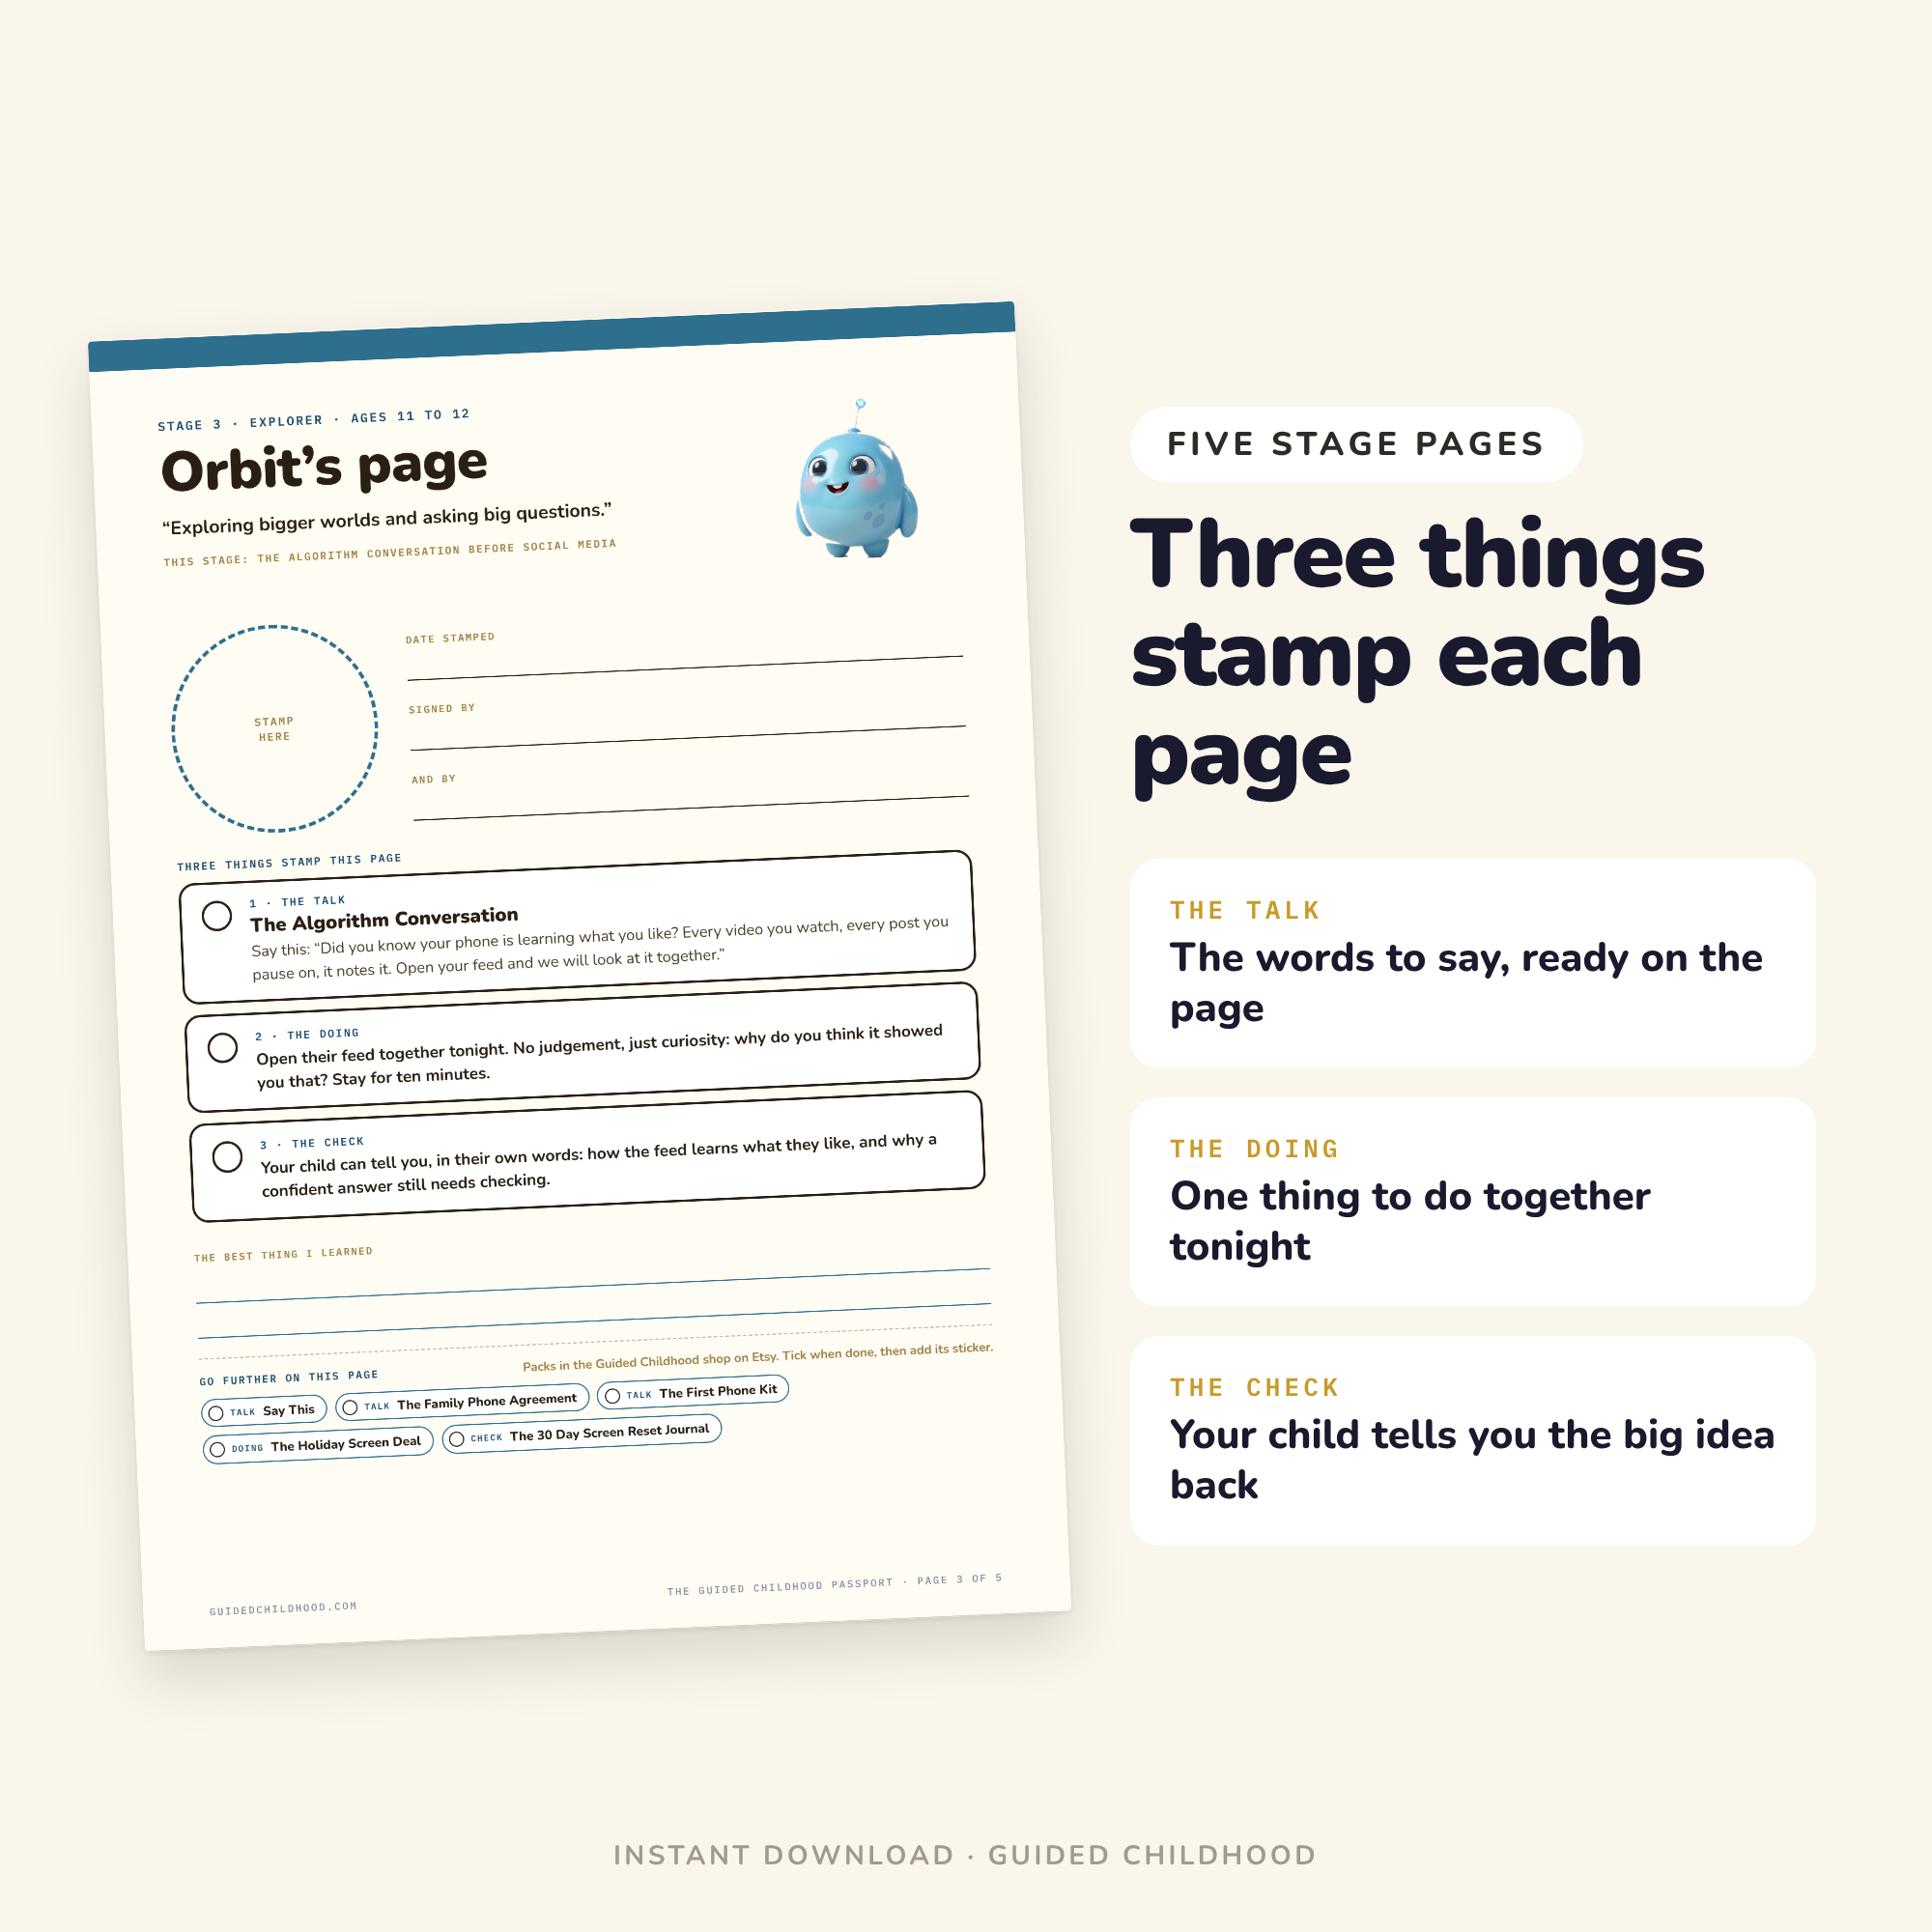 STAGE 3 · EXPLORER · AGES 11 TO 12
Orbit’s page
“Exploring bigger worlds and asking big questions.”
THIS STAGE: THE ALGORITHM CONVERSATION BEFORE SOCIAL MEDIA
STAMP
HERE
DATE STAMPED
SIGNED BY
AND BY
THREE THINGS STAMP THIS PAGE
1 · THE TALK
The Algorithm Conversation
Say this: “Did you know your phone is learning what you like? Every video you watch, every post you
pause on, it notes it. Open your feed and we will look at it together.”
2 · THE DOING
Open their feed together tonight. No judgement, just curiosity: why do you think it showed
you that? Stay for ten minutes.
3 · THE CHECK
Your child can tell you, in their own words: how the feed learns what they like, and why a
confident answer still needs checking.
THE BEST THING I LEARNED
GO FURTHER ON THIS PAGE
Packs in the Guided Childhood shop on Etsy. Tick when done, then add its sticker.
TALK Say This
TALK The Family Phone Agreement
TALK The First Phone Kit
DOING The Holiday Screen Deal
CHECK The 30 Day Screen Reset Journal
GUIDEDCHILDHOOD.COM
THE GUIDED CHILDHOOD PASSPORT · PAGE 3 OF 5
FIVE STAGE PAGES
Three things
stamp each
page
THE TALK
The words to say, ready on the
page
THE DOING
One thing to do together
tonight
THE CHECK
Your child tells you the big idea
back
INSTANT DOWNLOAD · GUIDED CHILDHOOD